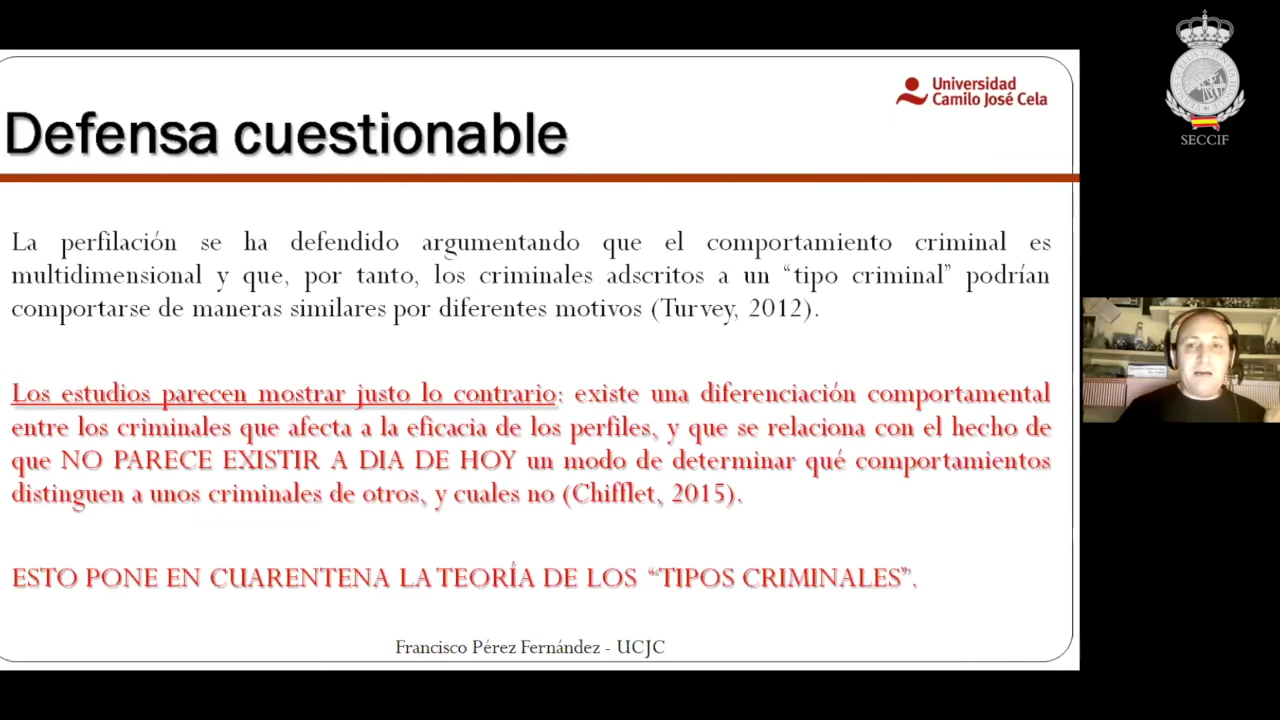 Universidad
Camilo José Cela
Defensa cuestionable
La perfilación se ha defendido argumentando que el comportamiento criminal es
multidimensional y que, por tanto, los criminales adscritos a un “tipo criminal” podrían
comportarse de maneras similares por diferentes motivos (Turvey, 2012).
Los estudios parecen mostrar justo lo contrario: existe una diferenciación comportamental
entre los criminales que afecta a la eficacia de los perfiles, y que se relaciona con el hecho de
que NO PARECE EXISTIR A DIA DE HOY un modo de determinar qué comportamientos
distinguen a unos criminales de otros, y cuales no (Chifflet, 2015).
ESTO PONE EN CUARENTENA LA TEORÍA DE LOS “TIPOS CRIMINALES”.
Francisco Pérez Fernández - UCJC
SECCIF